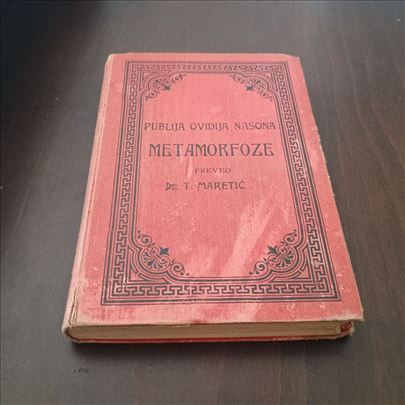 PUBLIJA OVIDIJA NASONA
METAMORFOZE
PREVEO
DR T. MARETIĆ